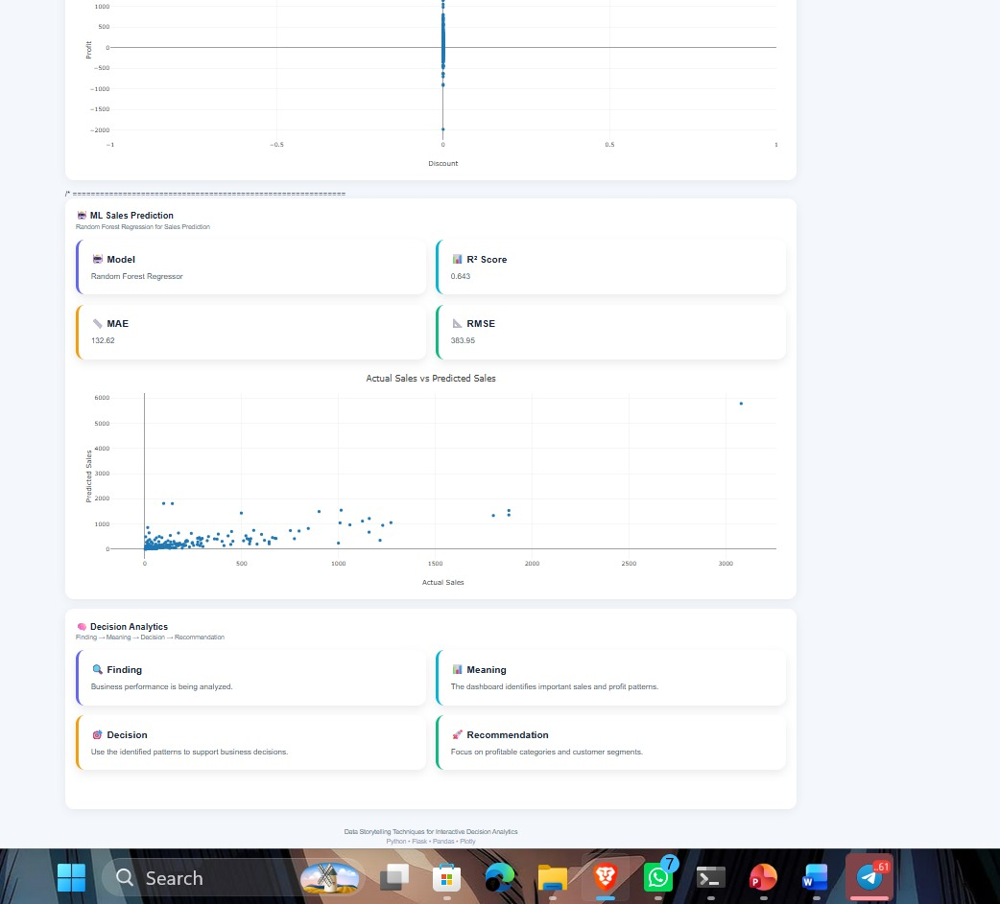 1000
500
0
−500
−1000
−1500
−2000
Profit
−1 −0.5 0 0.5 1
Discount
/* ============================================================
ML Sales Prediction
Random Forest Regression for Sales Prediction
Model
Random Forest Regressor
R² Score
0.643
MAE
132.62
RMSE
383.95
Actual Sales vs Predicted Sales
6000
5000
4000
3000
2000
1000
0
Predicted Sales
0 500 1000 1500 2000 2500 3000
Actual Sales
Decision Analytics
Finding → Meaning → Decision → Recommendation
Finding
Business performance is being analyzed.
Meaning
The dashboard identifies important sales and profit patterns.
Decision
Use the identified patterns to support business decisions.
Recommendation
Focus on profitable categories and customer segments.
Data Storytelling Techniques for Interactive Decision Analytics
Python • Flask • Pandas • Plotly
Search
7
P
W
..61